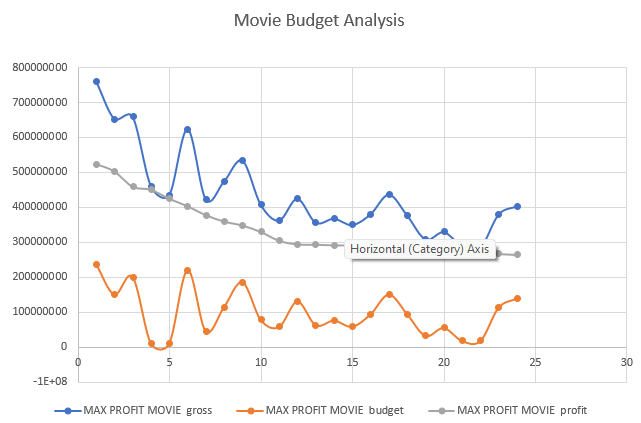 Movie Budget Analysis
800000000
700000000
600000000
500000000
400000000
300000000
200000000
100000000
0
-1E+08
0 5 10 15 20 25 30
Horizontal (Category) Axis
MAX PROFIT MOVIE gross MAX PROFIT MOVIE budget MAX PROFIT MOVIE profit